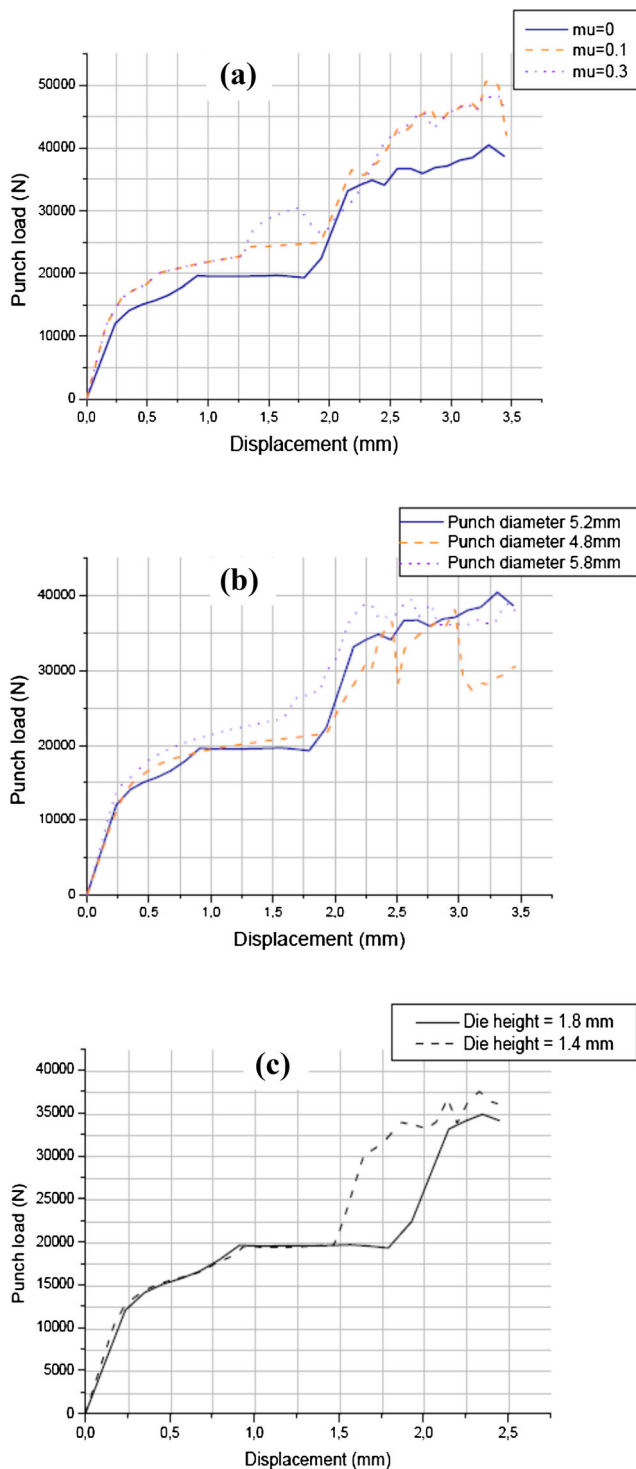 (a)
mu=0
mu=0.1
mu=0.3
Punch load (N)
50000
40000
30000
20000
10000
0
0,0 0,5 1,0 1,5 2,0 2,5 3,0 3,5
Displacement (mm)
(b)
Punch diameter 5.2mm
Punch diameter 4.8mm
Punch diameter 5.8mm
Punch load (N)
40000
30000
20000
10000
0
0,0 0,5 1,0 1,5 2,0 2,5 3,0 3,5
Displacement (mm)
(c)
Die height = 1.8 mm
Die height = 1.4 mm
Punch load (N)
40000
35000
30000
25000
20000
15000
10000
5000
0
0,0 0,5 1,0 1,5 2,0 2,5
Displacement (mm)